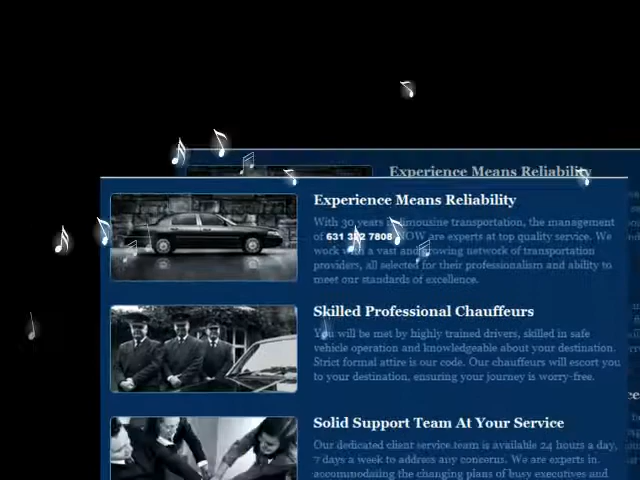 Experience Means Reliability
Experience Means Reliability
With 30 years in limousine transportation, the management
of 631 392 7808 NOW are experts at top quality service. We
work with a vast and growing network of transportation
providers, all selected for their professionalism and ability to
meet our standards of excellence.
Skilled Professional Chauffeurs
You will be met by highly trained drivers, skilled in safe
vehicle operation and knowledgeable about your destination.
Strict formal attire is our code. Our chauffeurs will escort you
to your destination, ensuring your journey is worry-free.
Solid Support Team At Your Service
Our dedicated client service team is available 24 hours a day,
7 days a week to address any concerns. We are experts in
accommodating the changing plans of busy executives and